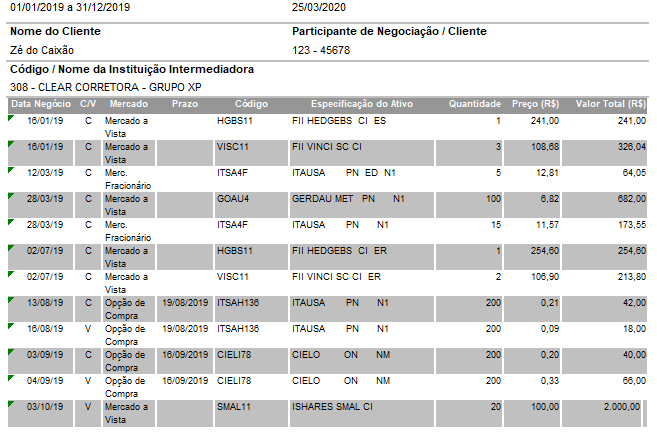 01/01/2019 a 31/12/2019 25/03/2020
Nome do Cliente Participante de Negociação / Cliente
Zé do Caixão 123 - 45678
Código / Nome da Instituição Intermediadora
308 - CLEAR CORRETORA - GRUPO XP
Data Negócio C/V Mercado Prazo Código Especificação do Ativo Quantidade Preço (R$) Valor Total (R$)
16/01/19 C Mercado a HGBS11 FII HEDGEBS CI ES 1 241,00 241,00
Vista
16/01/19 C Mercado a VISC11 FII VINCI SC CI 3 108,68 326,04
Vista
12/03/19 C Merc. ITSA4F ITAUSA PN ED N1 5 12,81 64,05
Fracionário
28/03/19 C Mercado a GOAU4 GERDAU MET PN N1 100 6,82 682,00
Vista
28/03/19 C Merc. ITSA4F ITAUSA PN N1 15 11,57 173,55
Fracionário
02/07/19 C Mercado a HGBS11 FII HEDGEBS CI ER 1 254,60 254,60
Vista
02/07/19 C Mercado a VISC11 FII VINCI SC CI ER 2 106,90 213,80
Vista
13/08/19 C Opção de 19/08/2019 ITSAH136 ITAUSA PN N1 200 0,21 42,00
Compra
16/08/19 V Opção de 19/08/2019 ITSAH136 ITAUSA PN N1 200 0,09 18,00
Compra
03/09/19 C Opção de 16/09/2019 CIELI78 CIELO ON NM 200 0,20 40,00
Compra
04/09/19 V Opção de 16/09/2019 CIELI78 CIELO ON NM 200 0,33 66,00
Compra
03/10/19 V Mercado a SMAL11 ISHARES SMAL CI 20 100,00 2.000,00
Vista